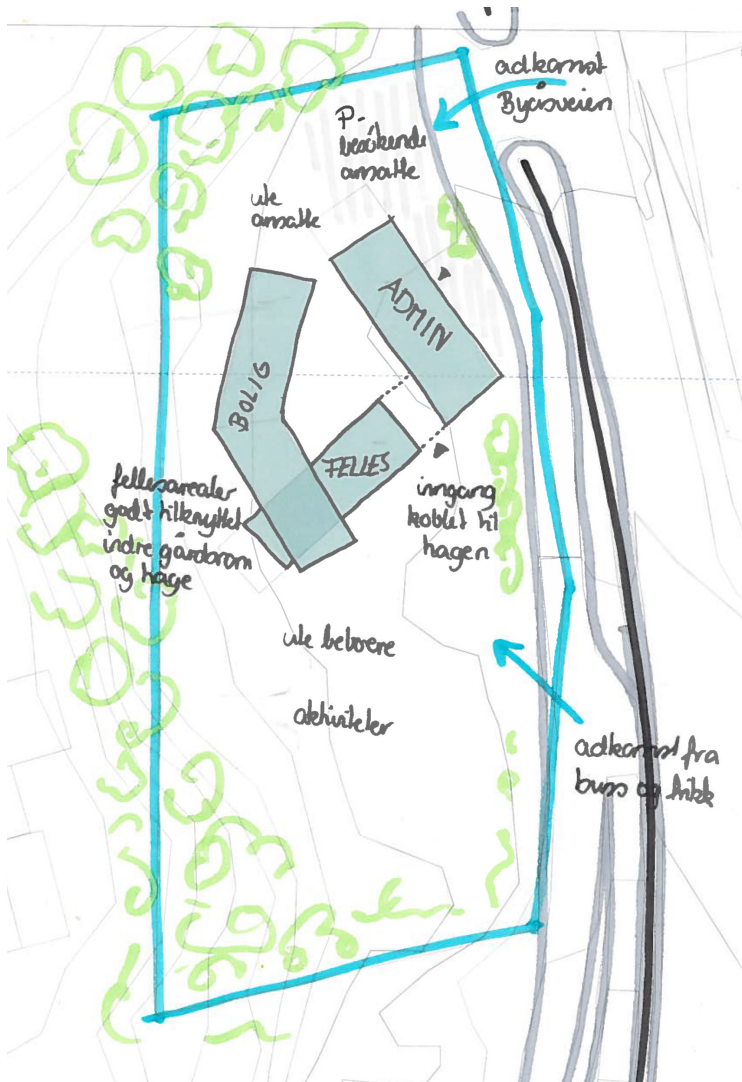 adkomst
Byåsveien
P-
besökende
ansatte
ute
ansatte
ADMIN
BOLIG
FELLES
fellesarealer
godt tilknyttet
indre gårdsrom
og hage
inngang
koblet til
hagen
ute beboere
aktiviteter
adkomst fra
buss og trikk